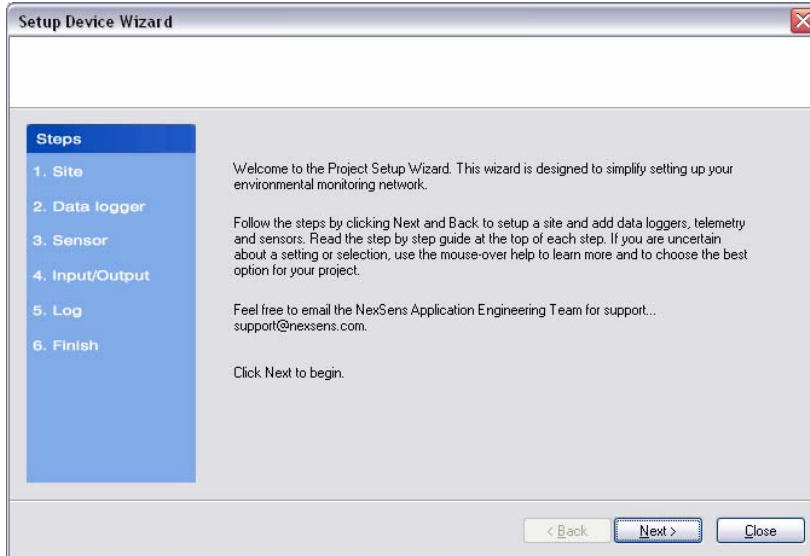 Setup Device Wizard
Steps
1. Site
2. Data logger
3. Sensor
4. Input/Output
5. Log
6. Finish
Welcome to the Project Setup Wizard. This wizard is designed to simplify setting up your
environmental monitoring network.
Follow the steps by clicking Next and Back to setup a site and add data loggers, telemetry
and sensors. Read the step by step guide at the top of each step. If you are uncertain
about a setting or selection, use the mouse-over help to learn more and to choose the best
option for your project.
Feel free to email the NexSens Application Engineering Team for support...
support@nexsens.com.
Click Next to begin.
< Back
Next >
Close